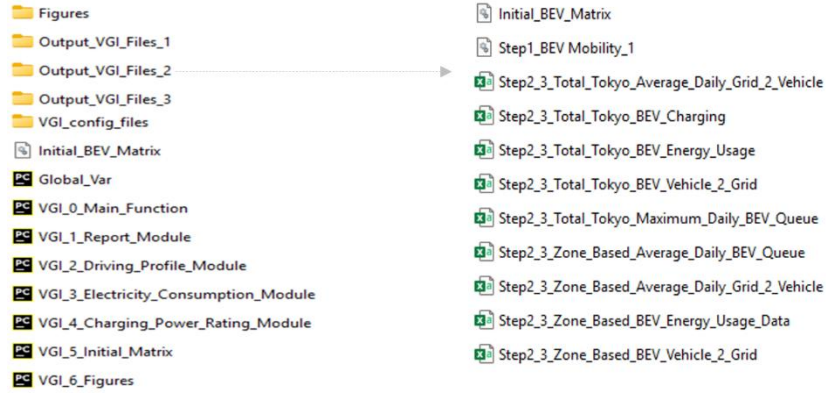 Figures
Output_VGI_Files_1
Output_VGI_Files_2
Output_VGI_Files_3
VGI_config_files
Initial_BEV_Matrix
Global_Var
VGI_0_Main_Function
VGI_1_Report_Module
VGI_2_Driving_Profile_Module
VGI_3_Electricity_Consumption_Module
VGI_4_Charging_Power_Rating_Module
VGI_5_Initial_Matrix
VGI_6_Figures
Initial_BEV_Matrix
Step1_BEV Mobility_1
Step2_3_Total_Tokyo_Average_Daily_Grid_2_Vehicle
Step2_3_Total_Tokyo_BEV_Charging
Step2_3_Total_Tokyo_BEV_Energy_Usage
Step2_3_Total_Tokyo_BEV_Vehicle_2_Grid
Step2_3_Total_Tokyo_Maximum_Daily_BEV_Queue
Step2_3_Zone_Based_Average_Daily_BEV_Queue
Step2_3_Zone_Based_Average_Daily_Grid_2_Vehicle
Step2_3_Zone_Based_BEV_Energy_Usage_Data
Step2_3_Zone_Based_BEV_Vehicle_2_Grid